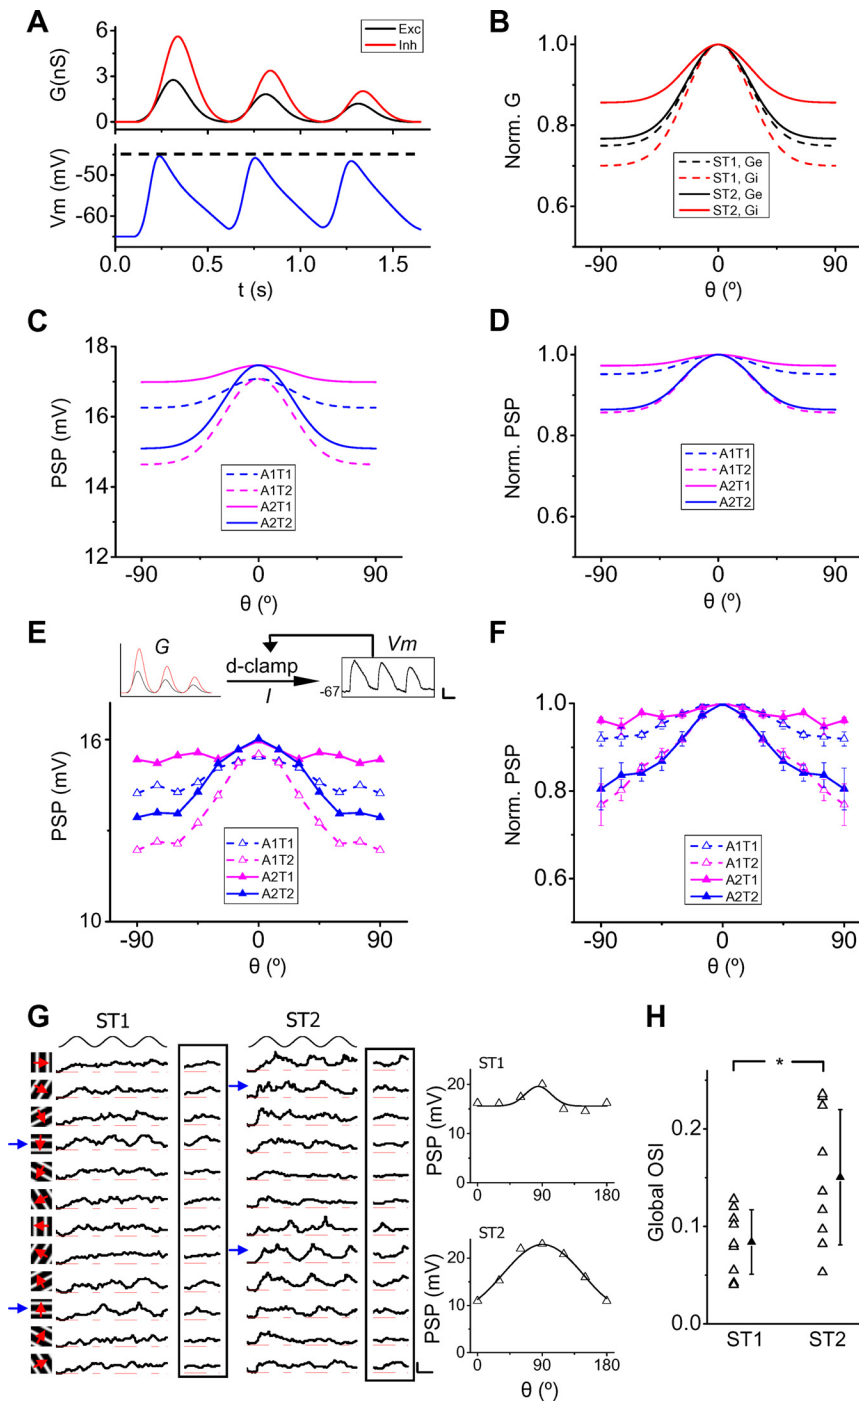 A
6
3
0
G(nS)
Exc
Inh
-50
-60
Vm (mV)
0.0 0.5 1.0 1.5
t (s)
B
1.0
0.8
0.6
Norm. G
ST1, Ge
ST1, Gi
ST2, Ge
ST2, Gi
-90 0 90
θ (º)
C
18
16
14
12
PSP (mV)
A1T1
A1T2
A2T1
A2T2
-90 0 90
θ (º)
D
1.0
0.8
0.6
Norm. PSP
A1T1
A1T2
A2T1
A2T2
-90 0 90
θ (º)
E
G
d-clamp
I
Vm
-67
16
10
PSP (mV)
A1T1
A1T2
A2T1
A2T2
-90 0 90
θ (º)
F
1.0
0.8
0.6
Norm. PSP
A1T1
A1T2
A2T1
A2T2
-90 0 90
θ (º)
G
ST1
ST2
ST1
20
10
0
PSP (mV)
0 90 180
ST2
20
10
0
PSP (mV)
0 90 180
θ (º)
H
*
0.2
0.1
0.0
Global OSI
ST1 ST2